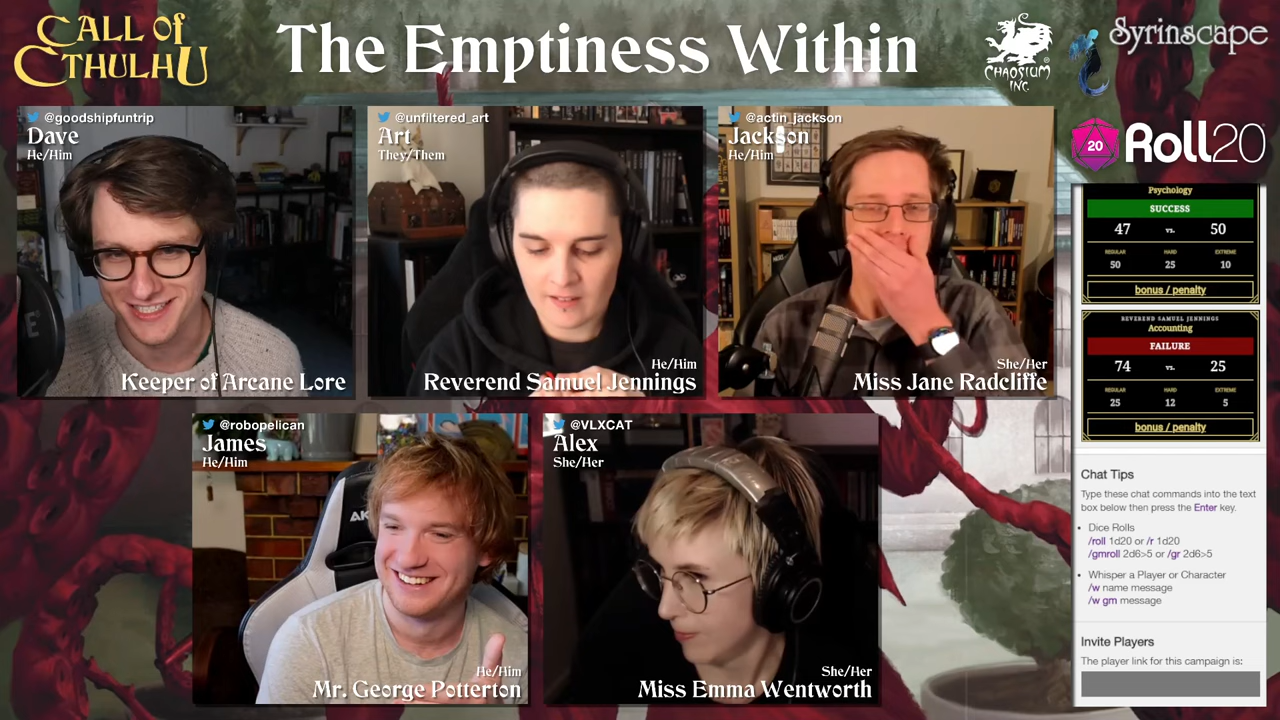 CALL of CTHULHU
The Emptiness Within
CHAOSIUM INC.
Syrinscape
20
Roll20
@goodshipfuntrip
Dave
He/Him
Keeper of Arcane Lore
@unfiltered_art
Art
They/Them
He/Him
Reverend Samuel Jennings
@actin_jackson
Jackson
He/Him
She/Her
Miss Jane Radcliffe
@robopelican
James
He/Him
AK
He/Him
Mr. George Potterton
@VLXCAT
Alex
She/Her
She/Her
Miss Emma Wentworth
Psychology
SUCCESS
47 vs. 50
REGULAR HARD EXTREME
50 25 10
bonus / penalty
REVEREND SAMUEL JENNINGS
Accounting
FAILURE
74 vs. 25
REGULAR HARD EXTREME
25 12 5
bonus / penalty
Chat Tips
Type these chat commands into the text
box below then press the Enter key.
• Dice Rolls
/roll 1d20 or /r 1d20
/gmroll 2d6>5 or /gr 2d6>5
• Whisper a Player or Character
/w name message
/w gm message
Invite Players
The player link for this campaign is: